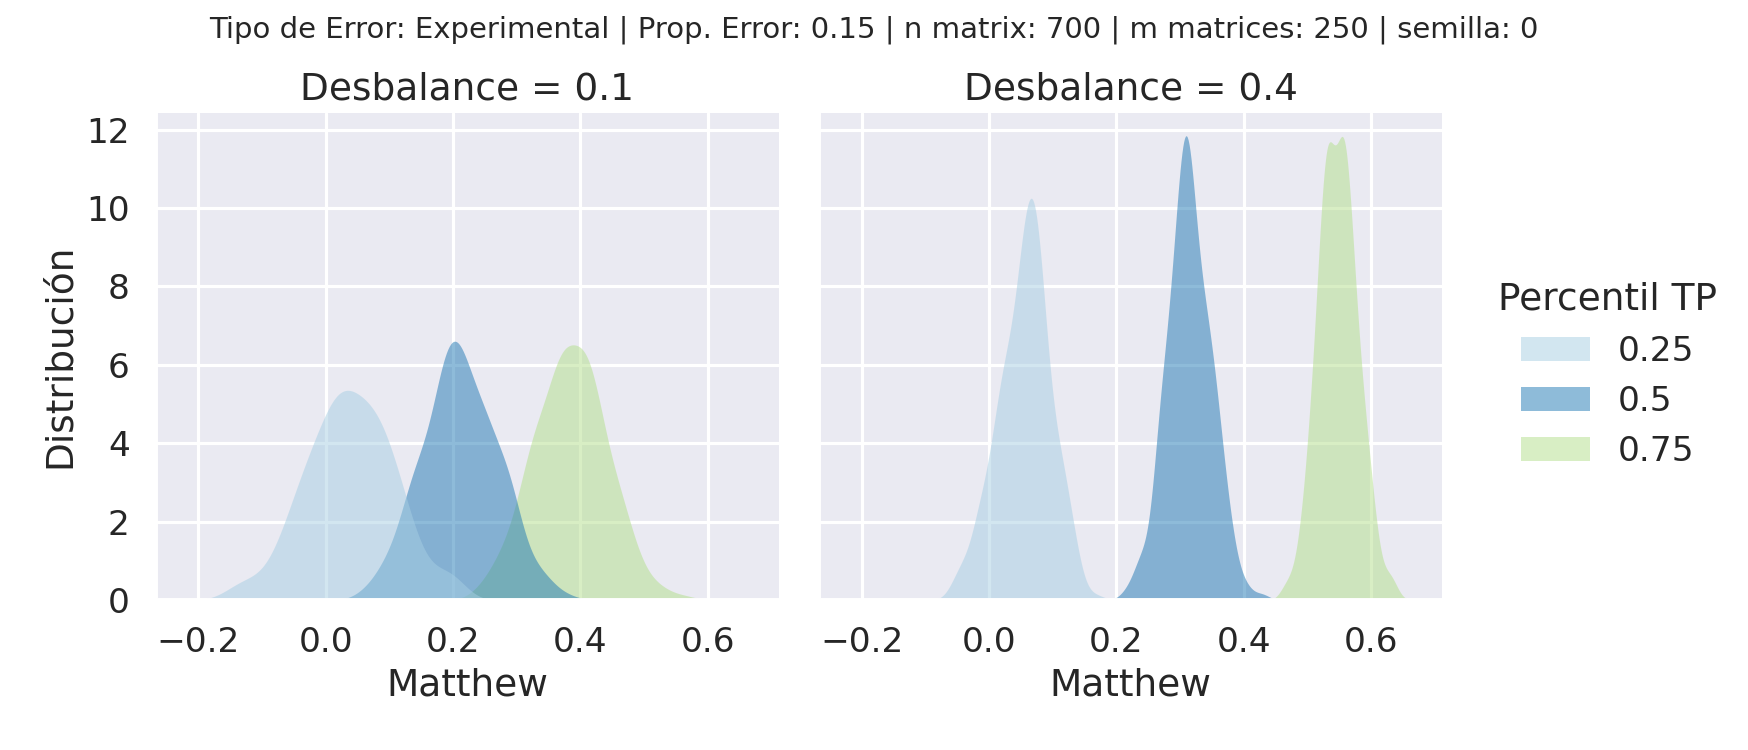 Tipo de Error: Experimental | Prop. Error: 0.15 | n matrix: 700 | m matrices: 250 | semilla: 0
Desbalance = 0.1
Desbalance = 0.4
12
10
8
6
4
2
0
Distribución
−0.2 0.0 0.2 0.4 0.6
−0.2 0.0 0.2 0.4 0.6
Matthew
Matthew
Percentil TP
0.25
0.5
0.75